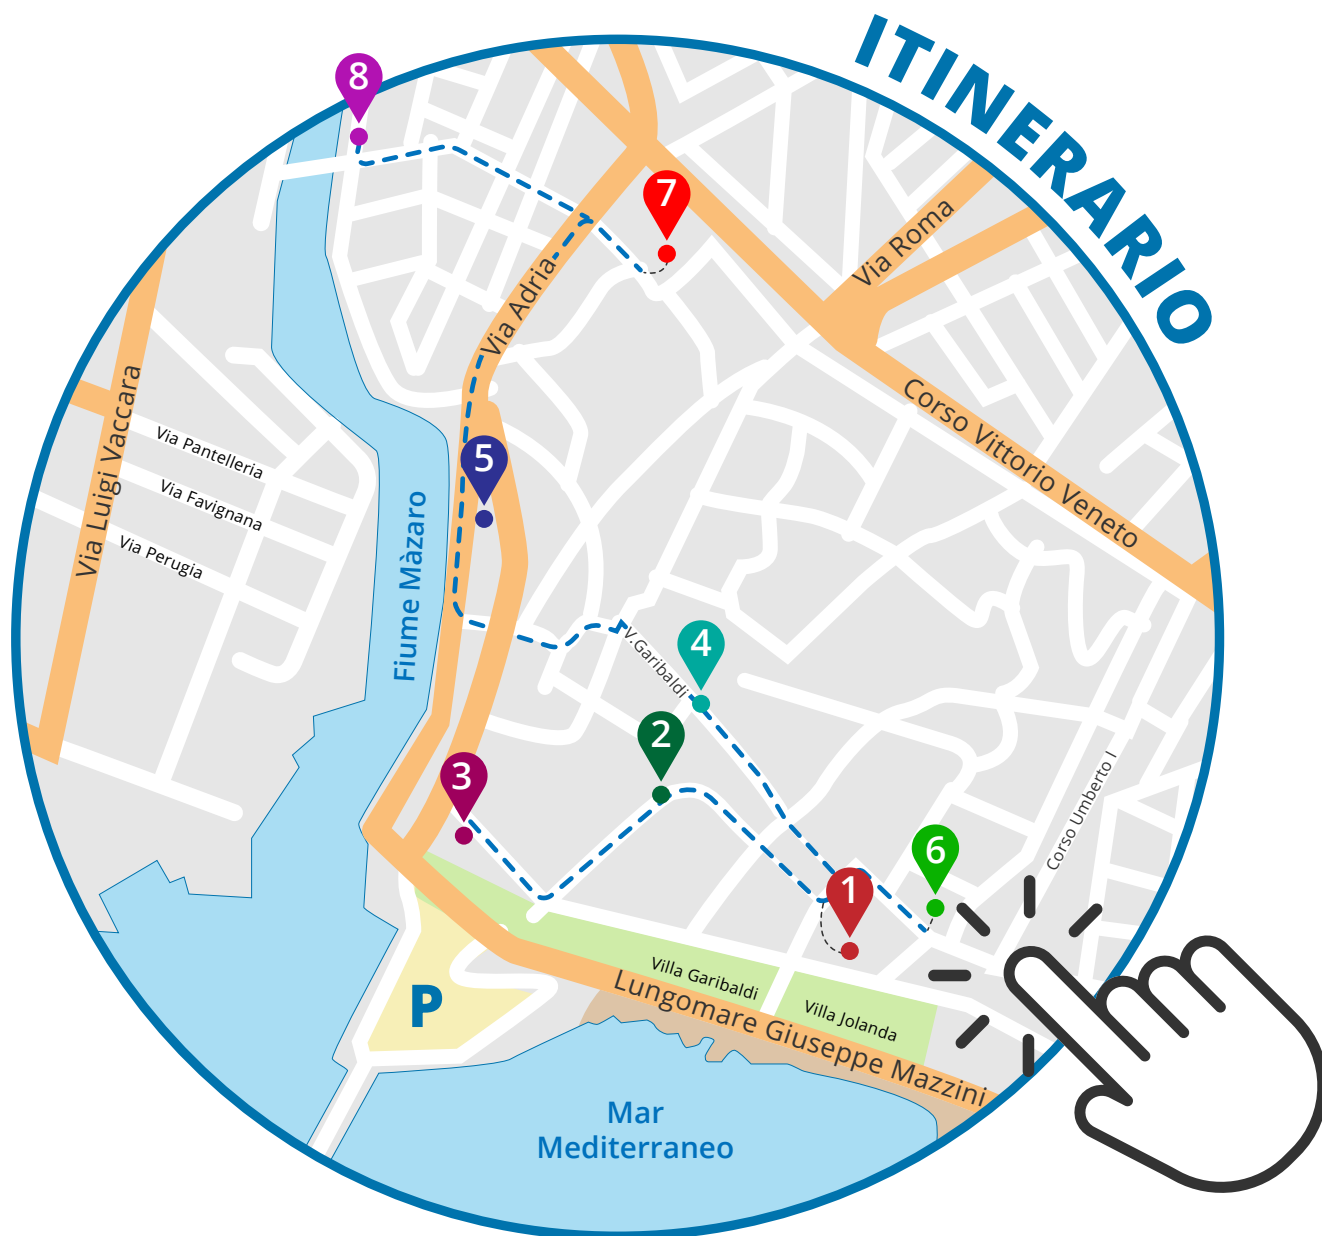 ITINERARIO
8
7
Via Roma
Via Adria
Corso Vittorio Veneto
Via Luigi Vaccara
Via Pantelleria
Via Favignana
Via Perugia
5
Fiume Màzaro
V.Garibaldi
4
2
3
Corso Umberto I
6
1
Villa Garibaldi
Villa Jolanda
P
Lungomare Giuseppe Mazzini
Mar
Mediterraneo